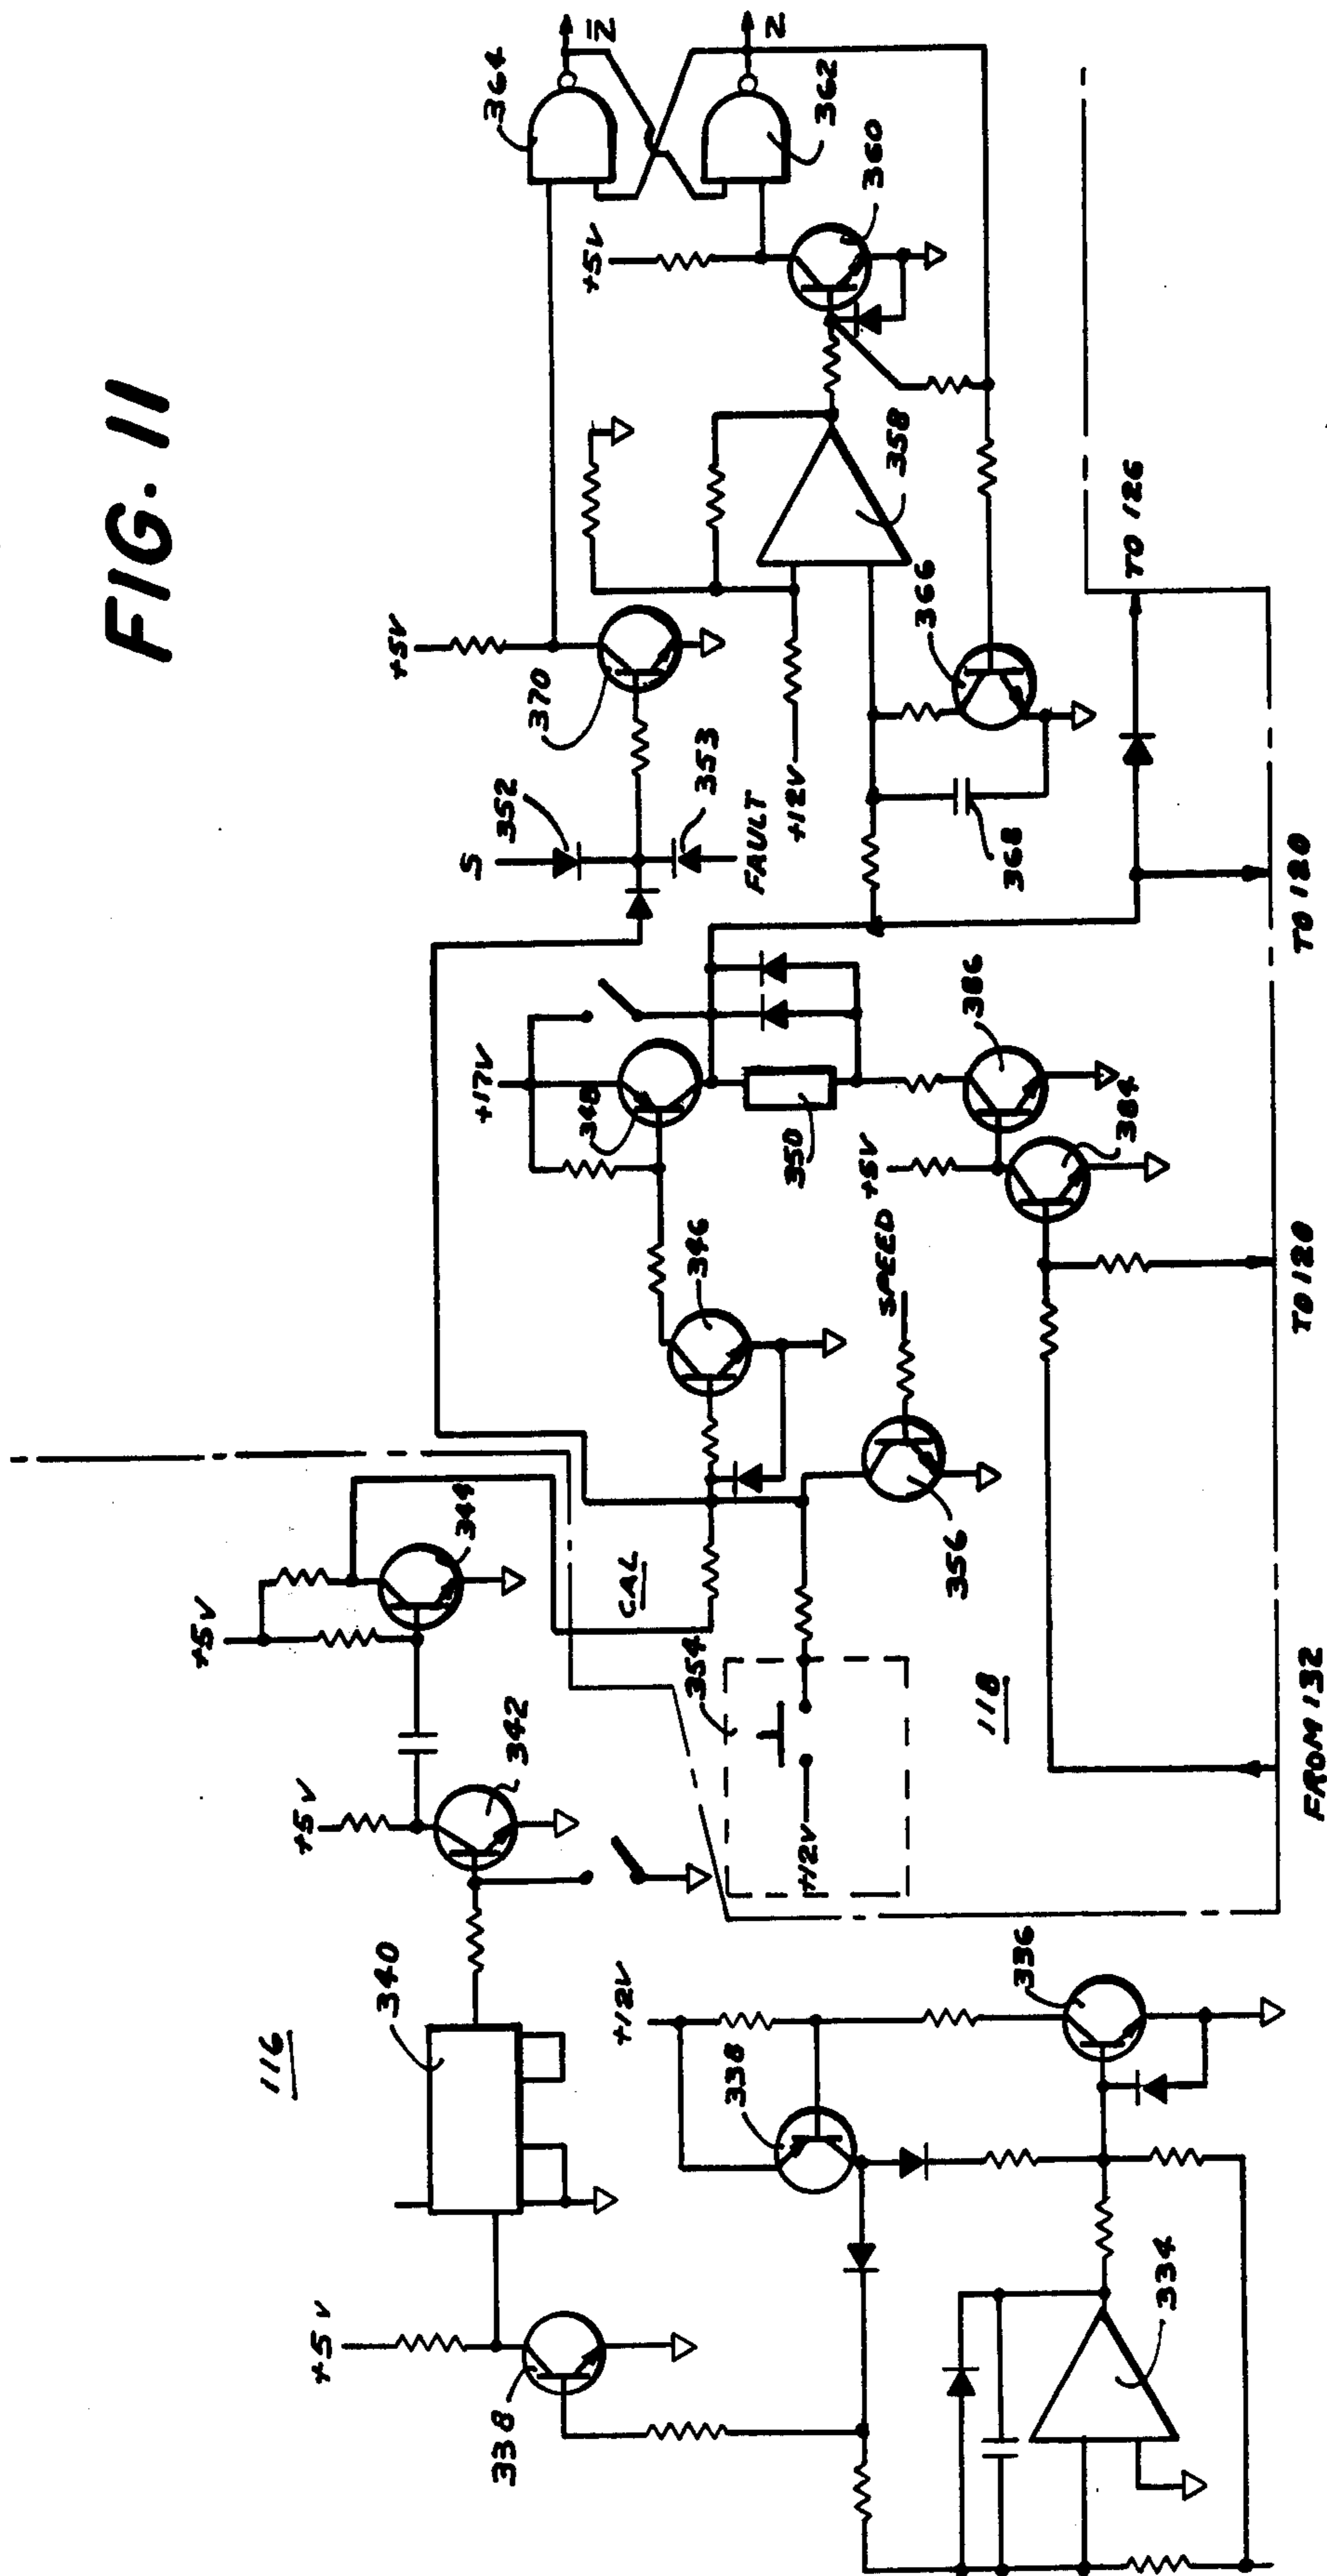 FIG. 11
116
340
+5V
338
+12V
338
336
334
+5V
342
+5V
344
CAL
354
+12V
118
356
SPEED
346
+17V
348
350
+5V
386
384
S
352
353
FAULT
+5V
370
+12V
358
366
368
+5V
360
364
362
Z̅
Z
TO 126
TO 120
TO 120
FROM 132